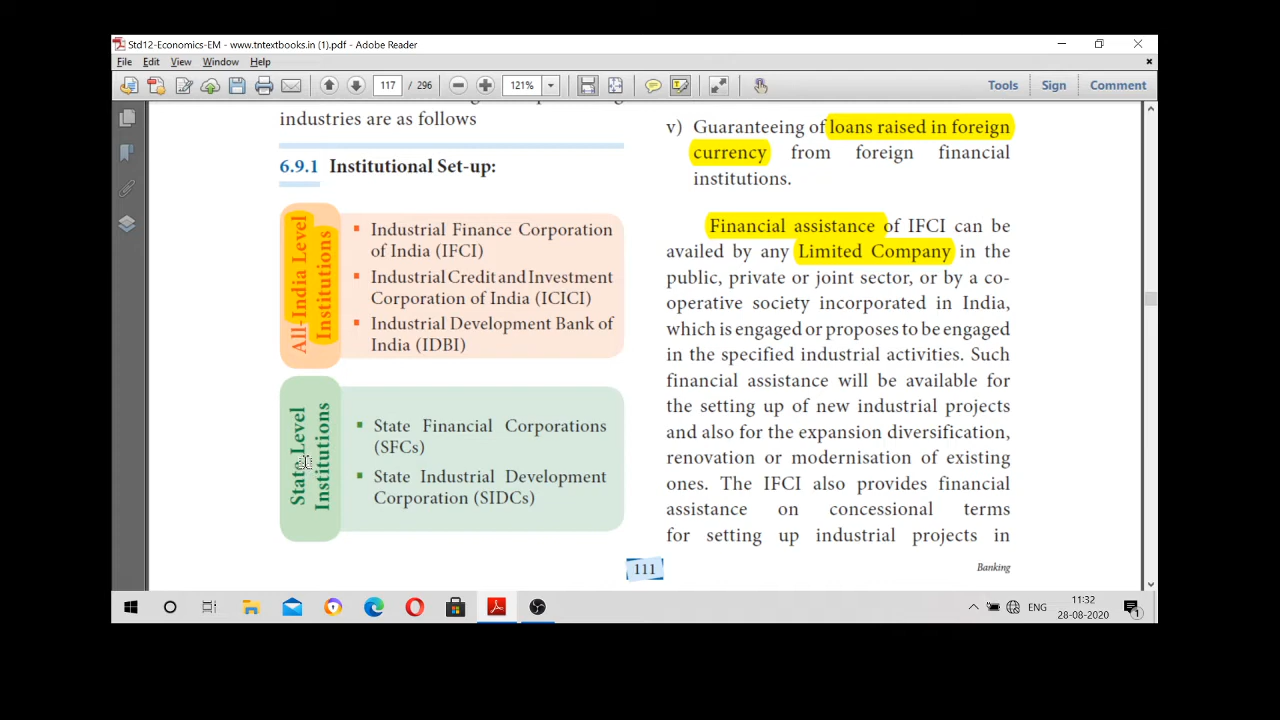 Std12-Economics-EM - www.tntextbooks.in (1).pdf - Adobe Reader
File Edit View Window Help
117 / 296 121% Tools Sign Comment
industries are as follows
6.9.1 Institutional Set-up:
All-India Level
Institutions
Industrial Finance Corporation
of India (IFCI)
Industrial Credit and Investment
Corporation of India (ICICI)
Industrial Development Bank of
India (IDBI)
State Level
Institutions
State Financial Corporations
(SFCs)
State Industrial Development
Corporation (SIDCs)
v) Guaranteeing of loans raised in foreign
currency from foreign financial
institutions.
Financial assistance of IFCI can be
availed by any Limited Company in the
public, private or joint sector, or by a co-
operative society incorporated in India,
which is engaged or proposes to be engaged
in the specified industrial activities. Such
financial assistance will be available for
the setting up of new industrial projects
and also for the expansion diversification,
renovation or modernisation of existing
ones. The IFCI also provides financial
assistance on concessional terms
for setting up industrial projects in
111
Banking
ENG
11:32
28-08-2020
1